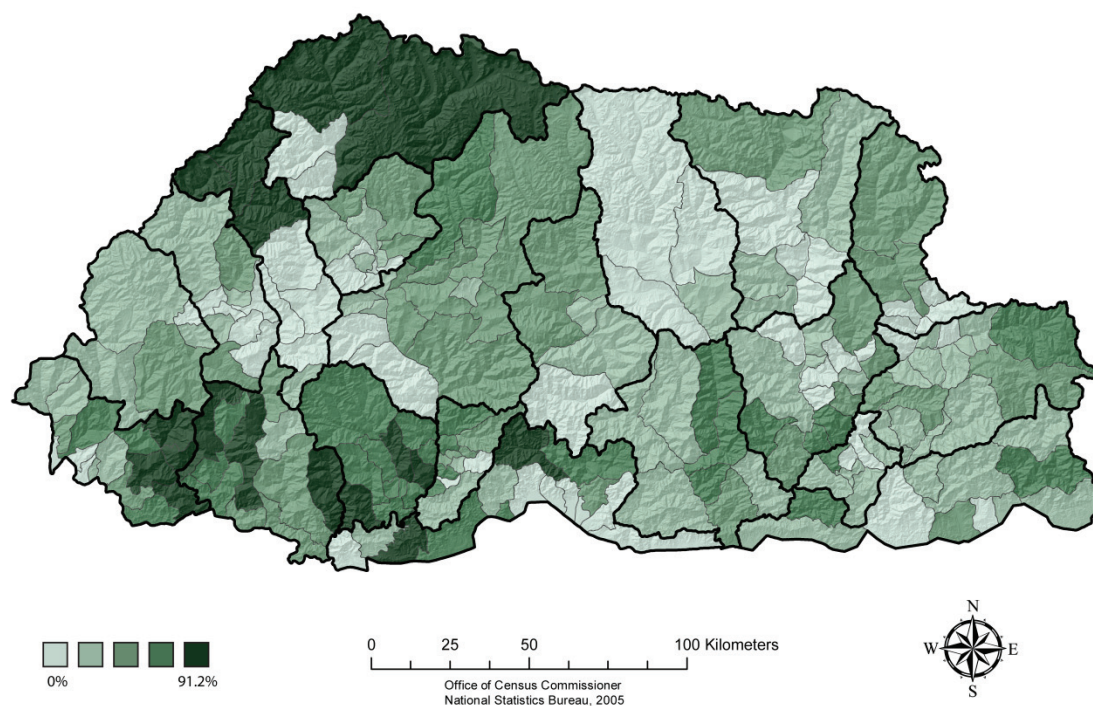 0%
91.2%
0 25 50 100 Kilometers
Office of Census Commissioner
National Statistics Bureau, 2005
N
W E
S